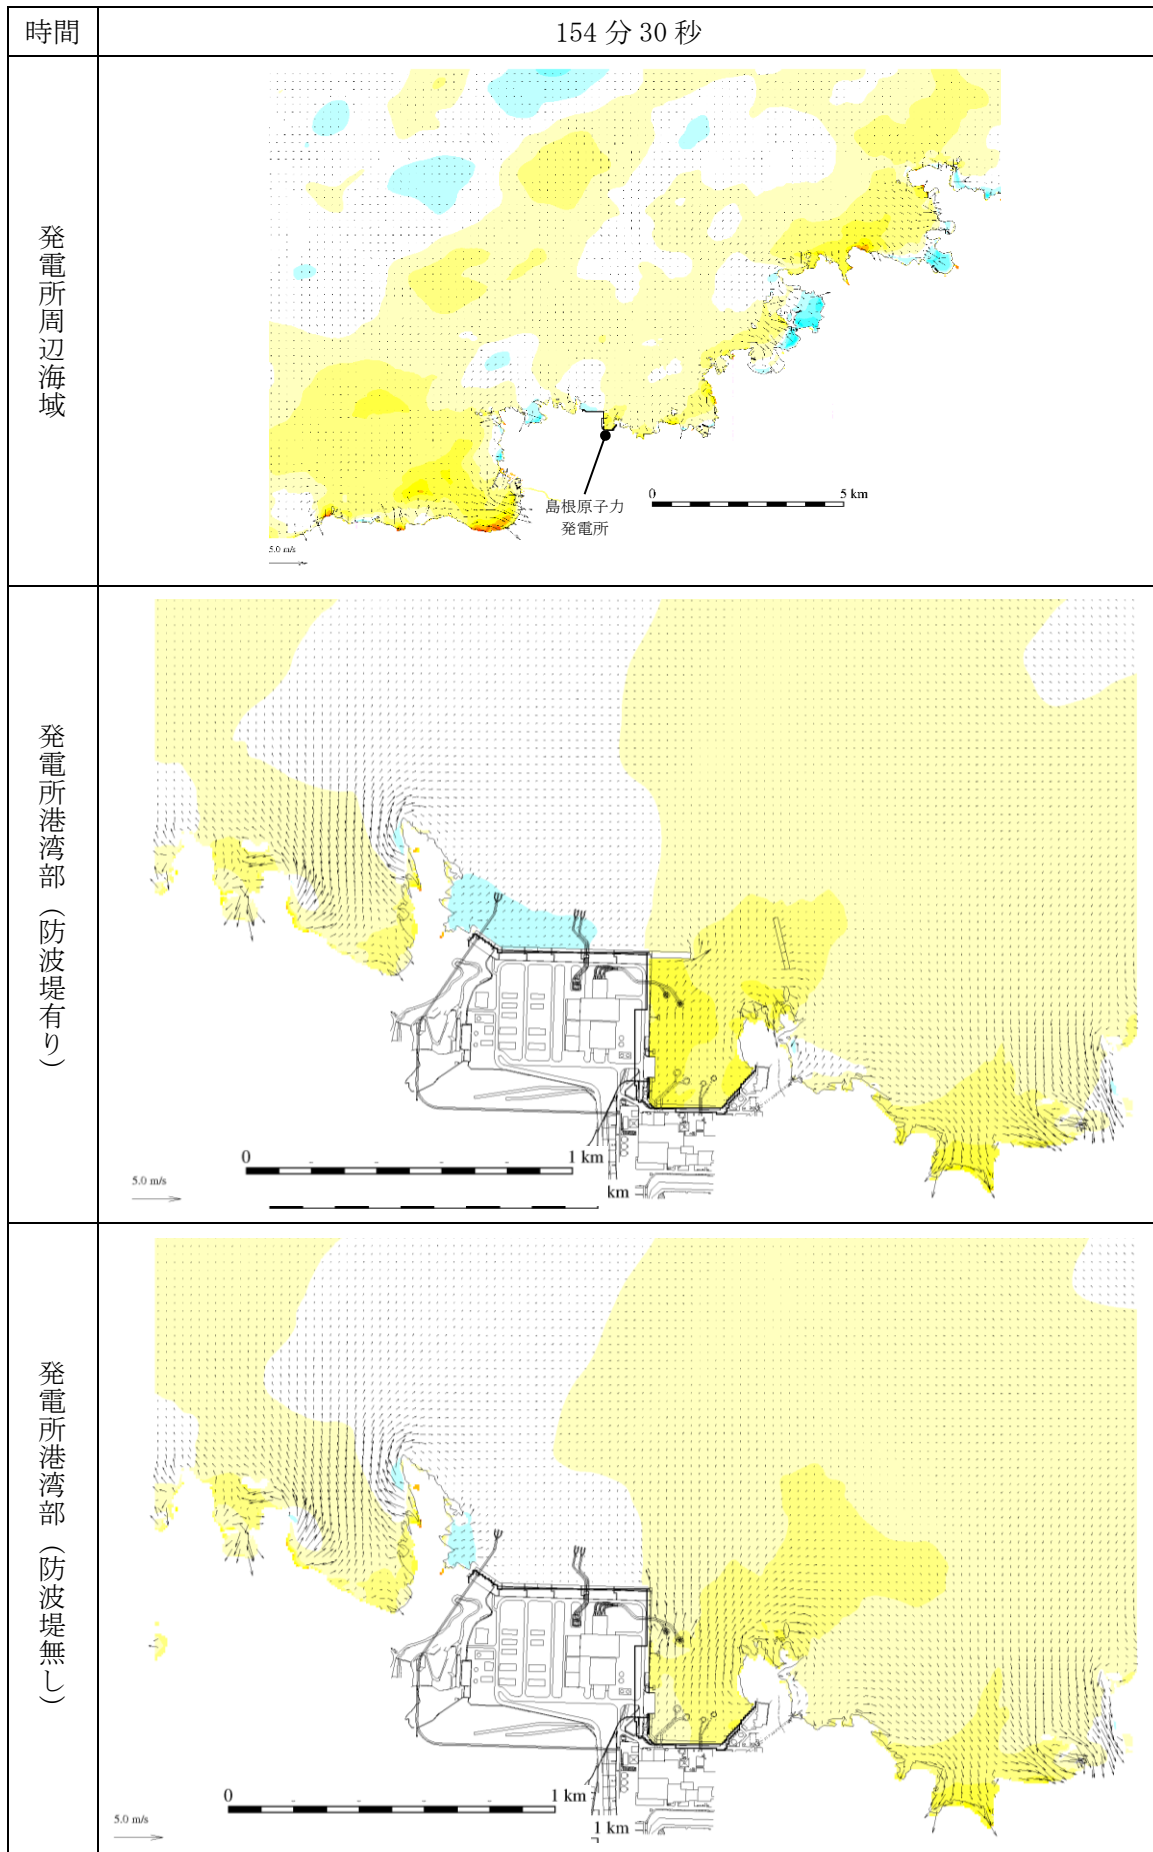 時間
154 分 30 秒
発電所周辺海域
島根原子力
発電所
0
5 km
5.0 m/s
発電所港湾部（防波堤有り）
0
1 km
km
5.0 m/s
発電所港湾部（防波堤無し）
0
1 km
1 km
5.0 m/s